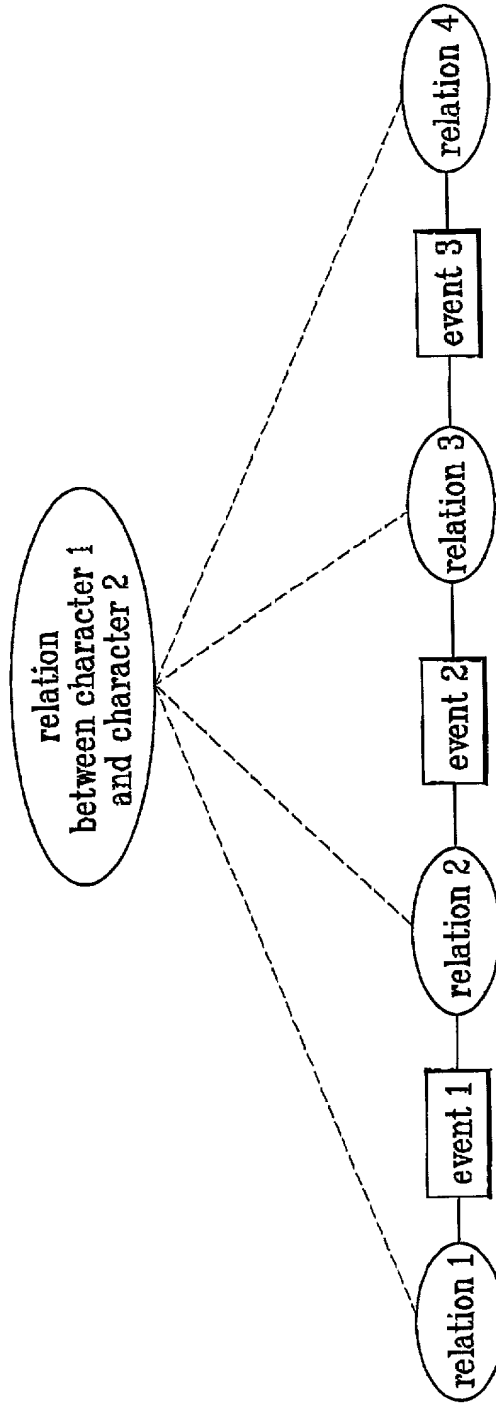 relation
between character 1
and character 2
relation 1
event 1
relation 2
event 2
relation 3
event 3
relation 4